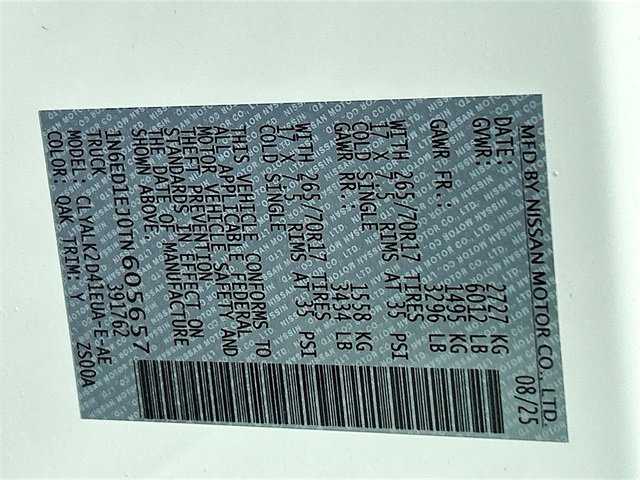 MFD BY NISSAN MOTOR CO., LTD.
DATE: 08/25
GVWR: 2727 KG
6012 LB
GAWR FR.: 1495 KG
3296 LB
WITH 265/70R17 TIRES
17 X 7.5 RIMS AT 35 PSI
COLD SINGLE
GAWR RR.: 1558 KG
3434 LB
WITH 265/70R17 TIRES
17 X 7.5 RIMS AT 35 PSI
COLD SINGLE
THIS VEHICLE CONFORMS TO
ALL APPLICABLE FEDERAL
MOTOR VEHICLE SAFETY AND
THEFT PREVENTION
STANDARDS IN EFFECT ON
THE DATE OF MANUFACTURE
SHOWN ABOVE
1N6ED1EJ0TN605657
TRUCK 391762
MODEL: CLYALK2D41EUA-E-AE
COLOR: QAK TRIM: Y ZS00A